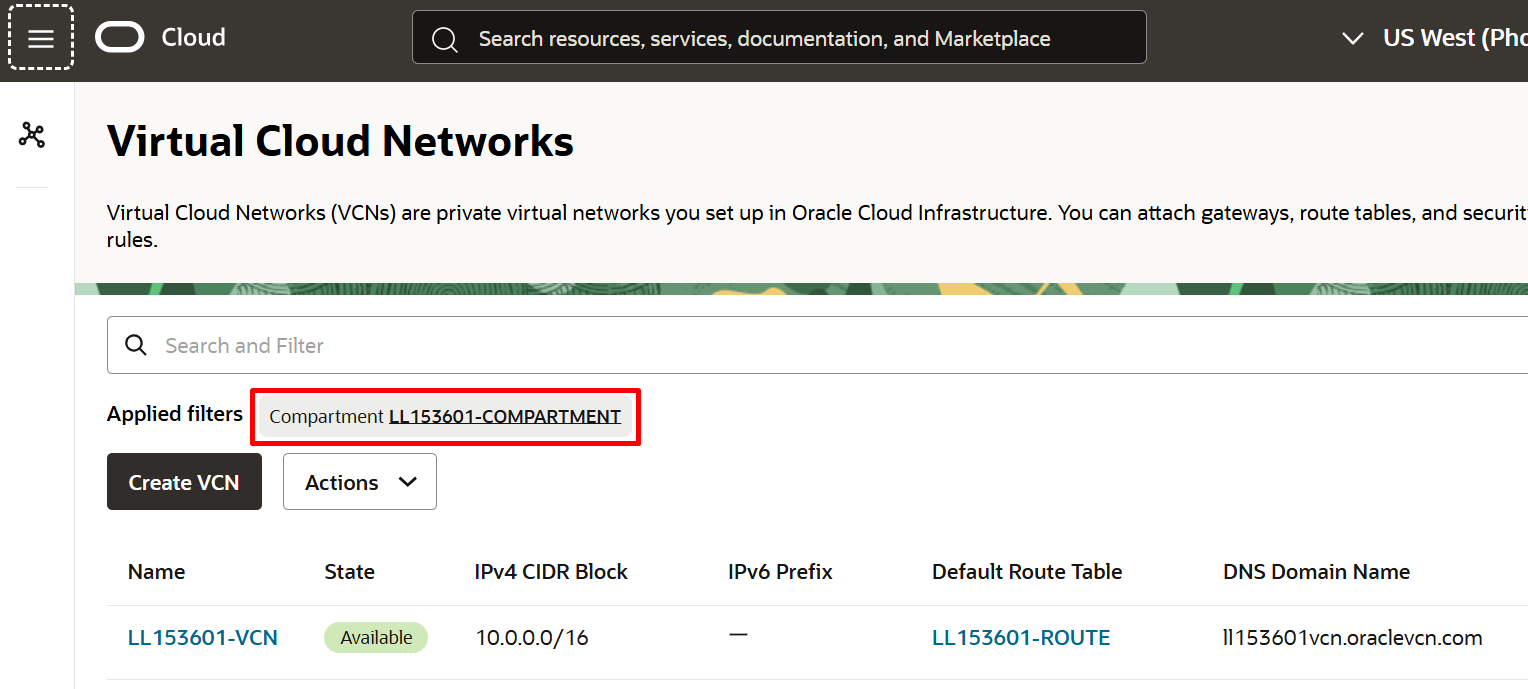 Cloud
Search resources, services, documentation, and Marketplace
US West (Pho
Virtual Cloud Networks
Virtual Cloud Networks (VCNs) are private virtual networks you set up in Oracle Cloud Infrastructure. You can attach gateways, route tables, and securit
rules.
Search and Filter
Applied filters Compartment LL153601-COMPARTMENT
Create VCN Actions
Name State IPv4 CIDR Block IPv6 Prefix Default Route Table DNS Domain Name
LL153601-VCN Available 10.0.0.0/16 — LL153601-ROUTE ll153601vcn.oraclevcn.com